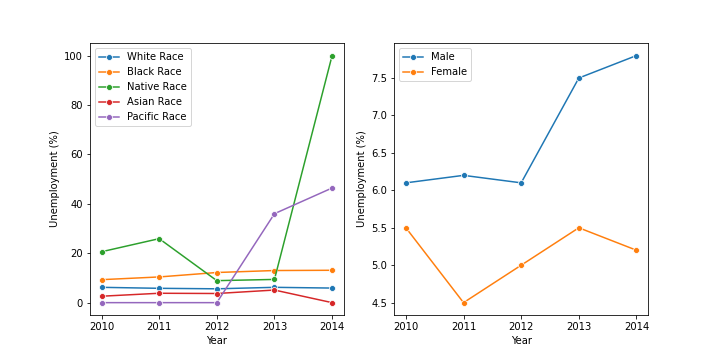 White Race
Black Race
Native Race
Asian Race
Pacific Race
100
80
60
40
20
0
Unemployment (%)
2010 2011 2012 2013 2014
Year
Male
Female
7.5
7.0
6.5
6.0
5.5
5.0
4.5
Unemployment (%)
2010 2011 2012 2013 2014
Year